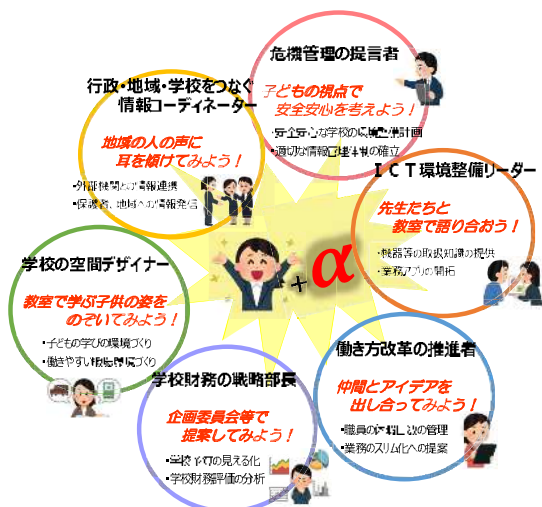 危機管理の提言者
子どもの視点で
安全安心を考えよう！
・安全安心な学校の環境整備計画
・適切な情報管理体制の確立
行政・地域・学校をつなぐ
情報コーディネーター
地域の人の声に
耳を傾けてみよう！
・外部機関との情報連携
・保護者、地域への情報発信
ＩＣＴ環境整備リーダー
先生たちと
教室で語り合おう！
・機器等の取扱知識の提供
・業務アプリの開拓
+α
学校の空間デザイナー
教室で学ぶ子供の姿を
のぞいてみよう！
・子どもの学びの環境づくり
・働きやすい職場環境づくり
働き方改革の推進者
仲間とアイデアを
出し合ってみよう！
・職員の
の管理
・業務のスリム化への提案
学校財務の戦略部長
企画委員会等で
提案してみよう！
・学校予算の見える化
・学校財務評価の分析